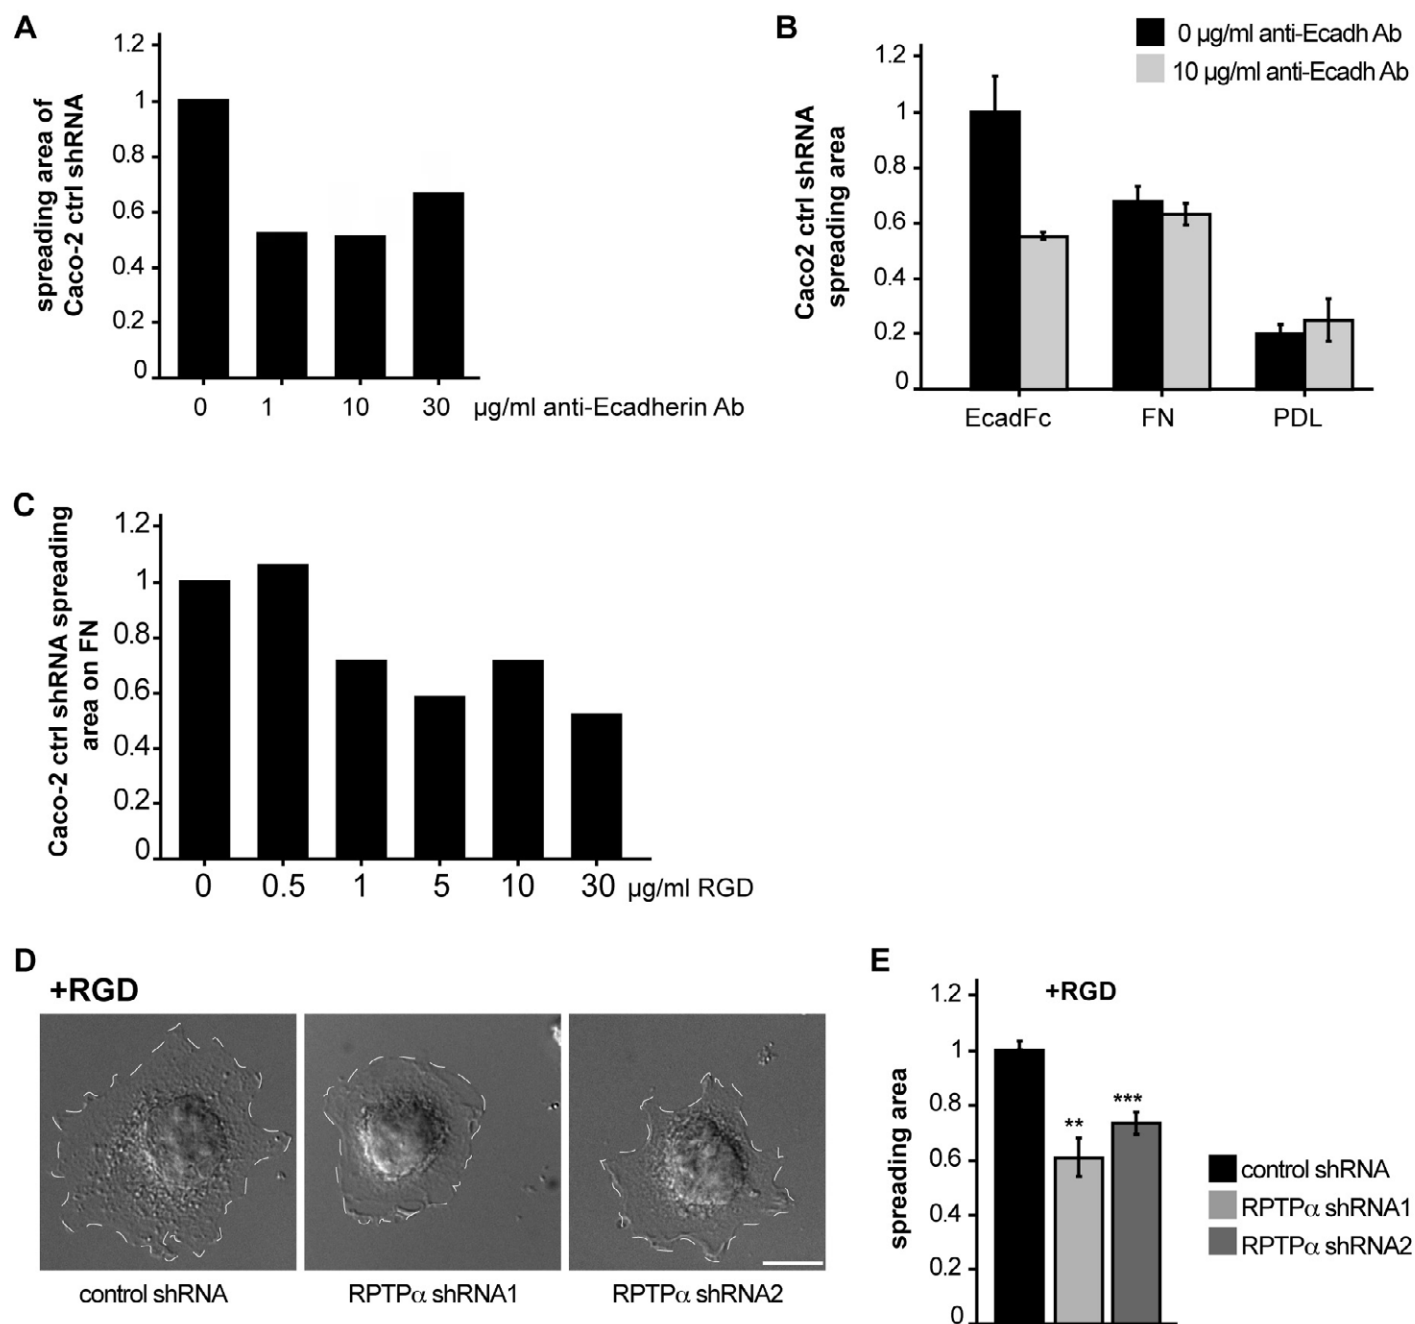 A
spreading area of
Caco-2 ctrl shRNA
1.2
1
0.8
0.6
0.4
0.2
0
0 1 10 30 µg/ml anti-Ecadherin Ab
B
0 µg/ml anti-Ecadh Ab
10 µg/ml anti-Ecadh Ab
Caco2 ctrl shRNA
spreading area
1.2
1
0.8
0.6
0.4
0.2
0
EcadFc FN PDL
C
Caco-2 ctrl shRNA spreading
area on FN
1.2
1
0.8
0.6
0.4
0.2
0
0 0.5 1 5 10 30 µg/ml RGD
D
+RGD
control shRNA RPTPα shRNA1 RPTPα shRNA2
E
+RGD
spreading area
1.2
1
0.8
0.6
0.4
0.2
0
**
***
control shRNA
RPTPα shRNA1
RPTPα shRNA2